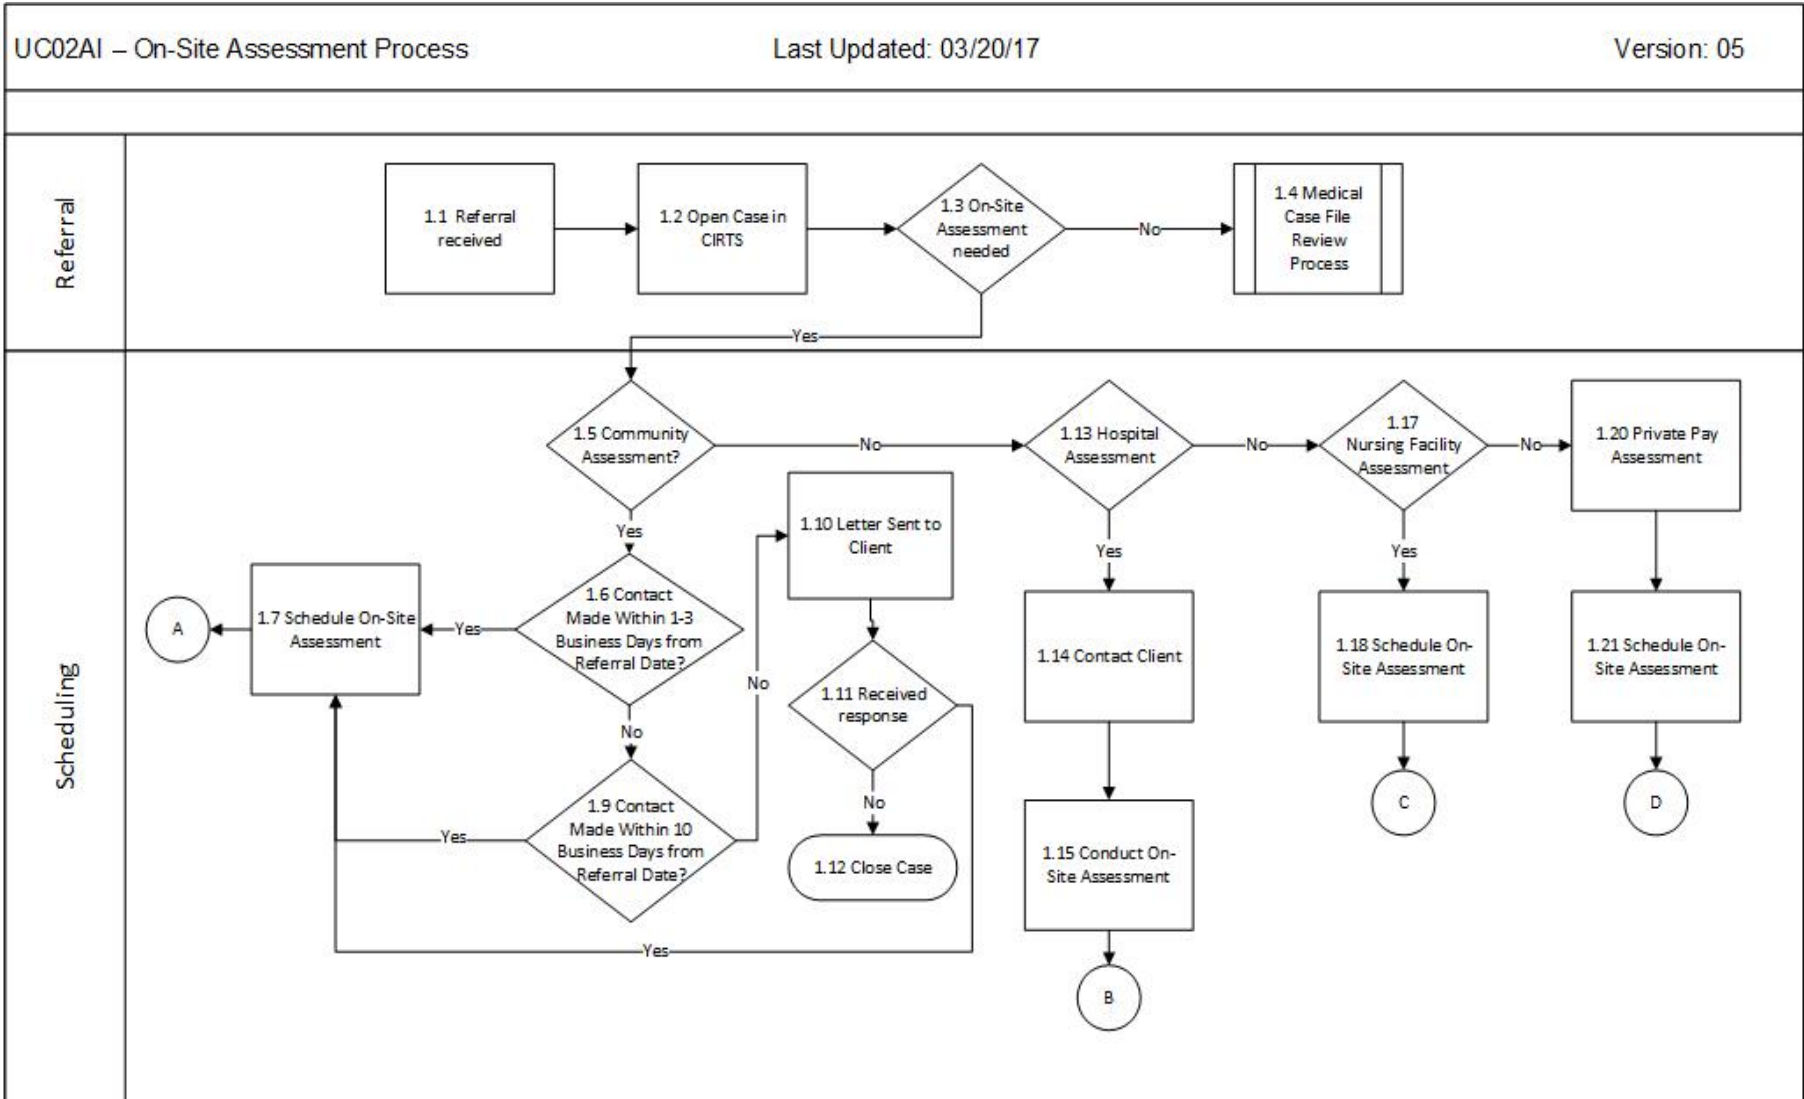 UC02AI – On-Site Assessment Process
Last Updated: 03/20/17
Version: 05
Referral
1.1 Referral
received
1.2 Open Case in
CIRTS
1.3 On-Site
Assessment
needed
No
1.4 Medical
Case File
Review
Process
Yes
Scheduling
1.5 Community
Assessment?
No
1.13 Hospital
Assessment
No
1.17
Nursing Facility
Assessment
No
1.20 Private Pay
Assessment
Yes
1.10 Letter Sent to
Client
Yes
Yes
A
1.7 Schedule On-Site
Assessment
Yes
1.6 Contact
Made Within 1-3
Business Days from
Referral Date?
No
No
1.11 Received
response
1.14 Contact Client
1.18 Schedule On-
Site Assessment
1.21 Schedule On-
Site Assessment
Yes
1.9 Contact
Made Within 10
Business Days from
Referral Date?
No
1.12 Close Case
C
D
1.15 Conduct On-
Site Assessment
Yes
B